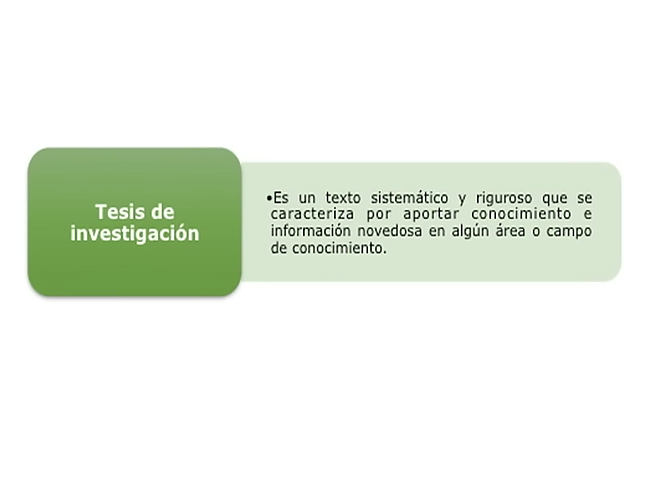 Tesis de
investigación
•Es un texto sistemático y riguroso que se
caracteriza por aportar conocimiento e
información novedosa en algún área o campo
de conocimiento.